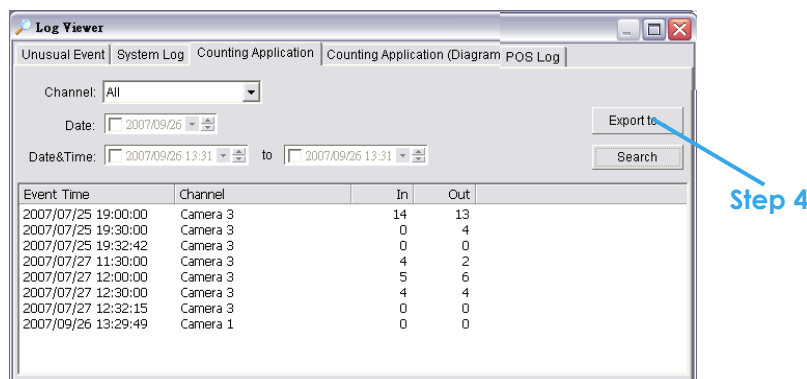 Log Viewer
Unusual Event System Log Counting Application Counting Application (Diagram POS Log
Channel: All
Date: 2007/09/26
Export to...
Date&Time: 2007/09/26 13:31 to 2007/09/26 13:31
Search
Step 4
Event Time Channel In Out
2007/07/25 19:00:00 Camera 3 14 13
2007/07/25 19:30:00 Camera 3 0 4
2007/07/25 19:32:42 Camera 3 0 0
2007/07/27 11:30:00 Camera 3 4 2
2007/07/27 12:00:00 Camera 3 5 6
2007/07/27 12:30:00 Camera 3 4 4
2007/07/27 12:32:15 Camera 3 0 0
2007/09/26 13:29:49 Camera 1 0 0